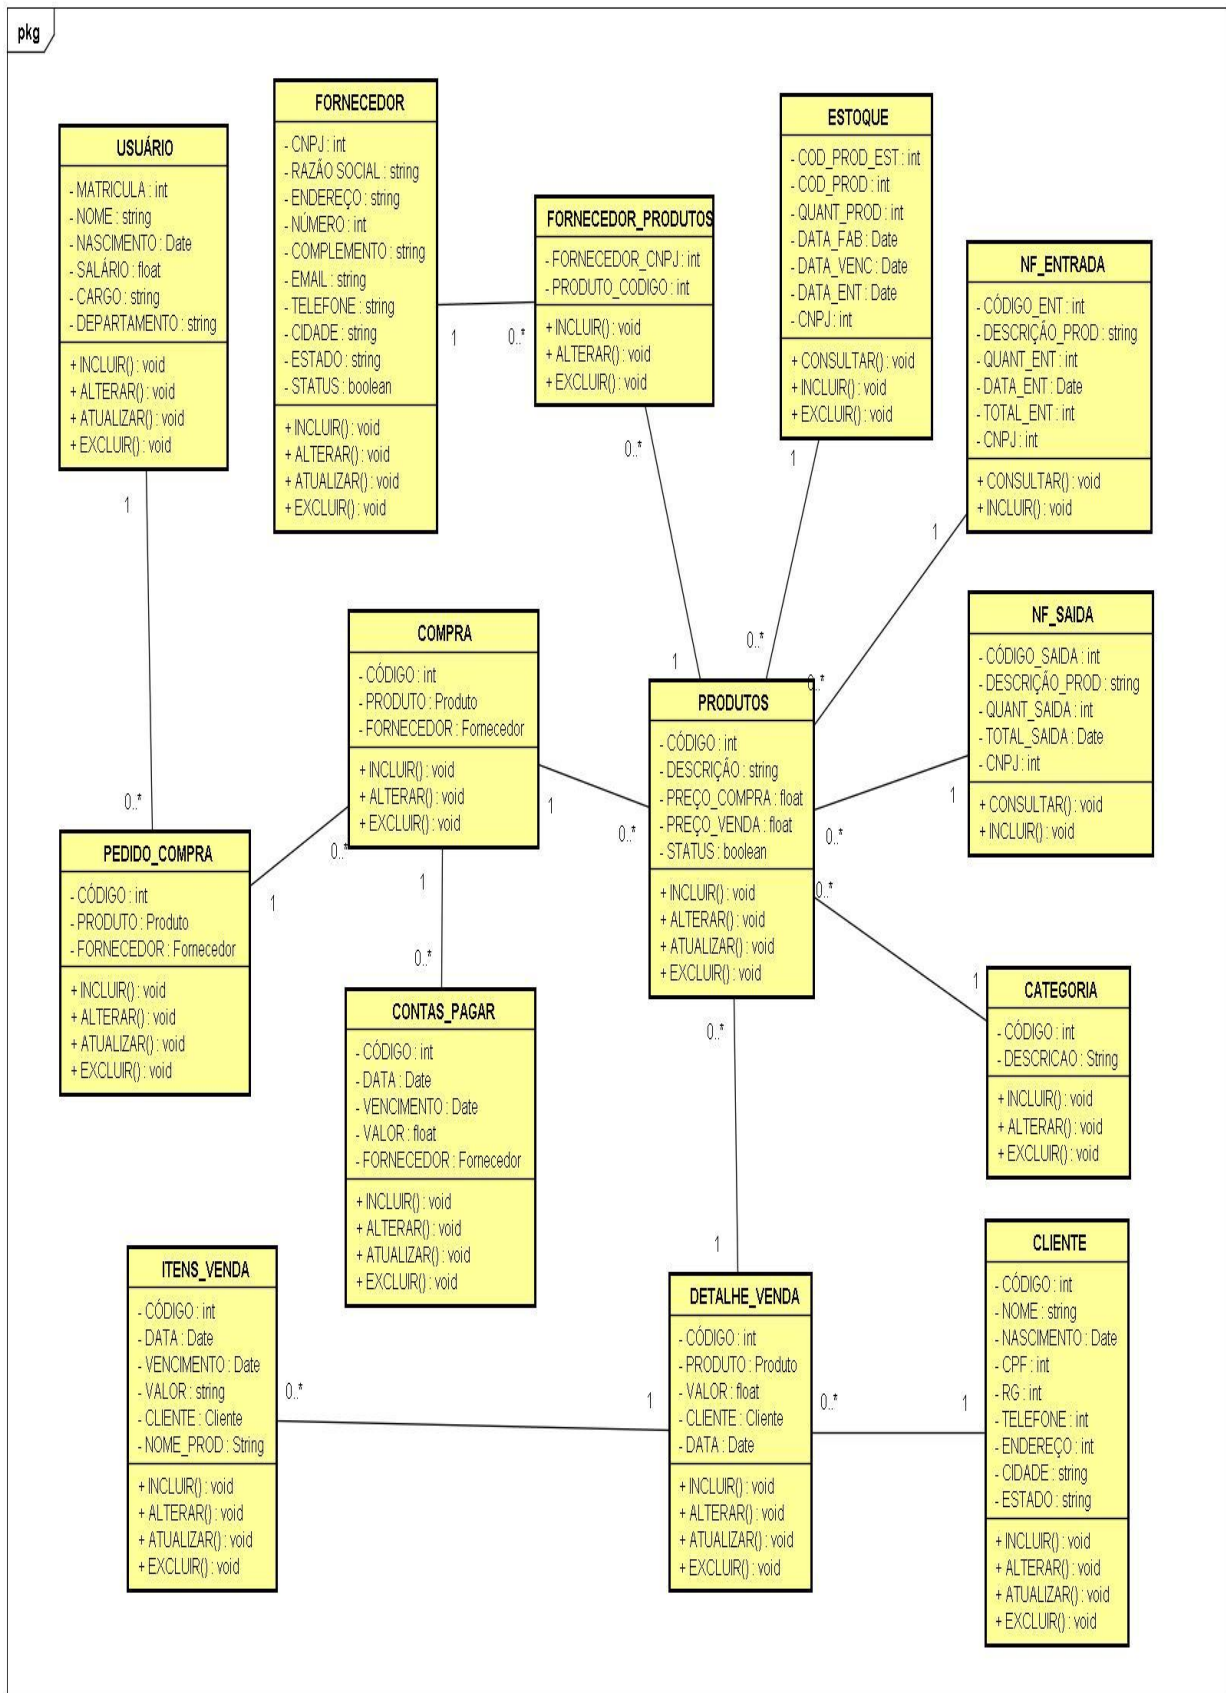 pkg
USUÁRIO
- MATRICULA : int
- NOME : string
- NASCIMENTO : Date
- SALÁRIO : float
- CARGO : string
- DEPARTAMENTO : string
+ INCLUIR() : void
+ ALTERAR() : void
+ ATUALIZAR() : void
+ EXCLUIR() : void
1
0..*
FORNECEDOR
- CNPJ : int
- RAZÃO SOCIAL : string
- ENDEREÇO : string
- NÚMERO : int
- COMPLEMENTO : string
- EMAIL : string
- TELEFONE : string
- CIDADE : string
- ESTADO : string
- STATUS : boolean
+ INCLUIR() : void
+ ALTERAR() : void
+ ATUALIZAR() : void
+ EXCLUIR() : void
1
0..*
FORNECEDOR_PRODUTOS
- FORNECEDOR_CNPJ : int
- PRODUTO_CODIGO : int
+ INCLUIR() : void
+ ALTERAR() : void
+ EXCLUIR() : void
0..*
1
ESTOQUE
- COD_PROD_EST : int
- COD_PROD : int
- QUANT_PROD : int
- DATA_FAB : Date
- DATA_VENC : Date
- DATA_ENT : Date
- CNPJ : int
+ CONSULTAR() : void
+ INCLUIR() : void
+ EXCLUIR() : void
1
0..*
NF_ENTRADA
- CÓDIGO_ENT : int
- DESCRIÇÃO_PROD : string
- QUANT_ENT : int
- DATA_ENT : Date
- TOTAL_ENT : int
- CNPJ : int
+ CONSULTAR() : void
+ INCLUIR() : void
1
0..*
NF_SAIDA
- CÓDIGO_SAIDA : int
- DESCRIÇÃO_PROD : string
- QUANT_SAIDA : int
- TOTAL_SAIDA : Date
- CNPJ : int
+ CONSULTAR() : void
+ INCLUIR() : void
1
0..*
COMPRA
- CÓDIGO : int
- PRODUTO : Produto
- FORNECEDOR : Fornecedor
+ INCLUIR() : void
+ ALTERAR() : void
+ EXCLUIR() : void
1
0..*
PRODUTOS
- CÓDIGO : int
- DESCRIÇÃO : string
- PREÇO_COMPRA : float
- PREÇO_VENDA : float
- STATUS : boolean
+ INCLUIR() : void
+ ALTERAR() : void
+ ATUALIZAR() : void
+ EXCLUIR() : void
0..*
1
PEDIDO_COMPRA
- CÓDIGO : int
- PRODUTO : Produto
- FORNECEDOR : Fornecedor
+ INCLUIR() : void
+ ALTERAR() : void
+ ATUALIZAR() : void
+ EXCLUIR() : void
1
0..*
1
0..*
CONTAS_PAGAR
- CÓDIGO : int
- DATA : Date
- VENCIMENTO : Date
- VALOR : float
- FORNECEDOR : Fornecedor
+ INCLUIR() : void
+ ALTERAR() : void
+ ATUALIZAR() : void
+ EXCLUIR() : void
CATEGORIA
- CÓDIGO : int
- DESCRICAO : String
+ INCLUIR() : void
+ ALTERAR() : void
+ EXCLUIR() : void
0..*
1
ITENS_VENDA
- CÓDIGO : int
- DATA : Date
- VENCIMENTO : Date
- VALOR : string
- CLIENTE : Cliente
- NOME_PROD : String
+ INCLUIR() : void
+ ALTERAR() : void
+ ATUALIZAR() : void
+ EXCLUIR() : void
0..*
1
DETALHE_VENDA
- CÓDIGO : int
- PRODUTO : Produto
- VALOR : float
- CLIENTE : Cliente
- DATA : Date
+ INCLUIR() : void
+ ALTERAR() : void
+ ATUALIZAR() : void
+ EXCLUIR() : void
0..*
1
CLIENTE
- CÓDIGO : int
- NOME : string
- NASCIMENTO : Date
- CPF : int
- RG : int
- TELEFONE : int
- ENDEREÇO : int
- CIDADE : string
- ESTADO : string
+ INCLUIR() : void
+ ALTERAR() : void
+ ATUALIZAR() : void
+ EXCLUIR() : void